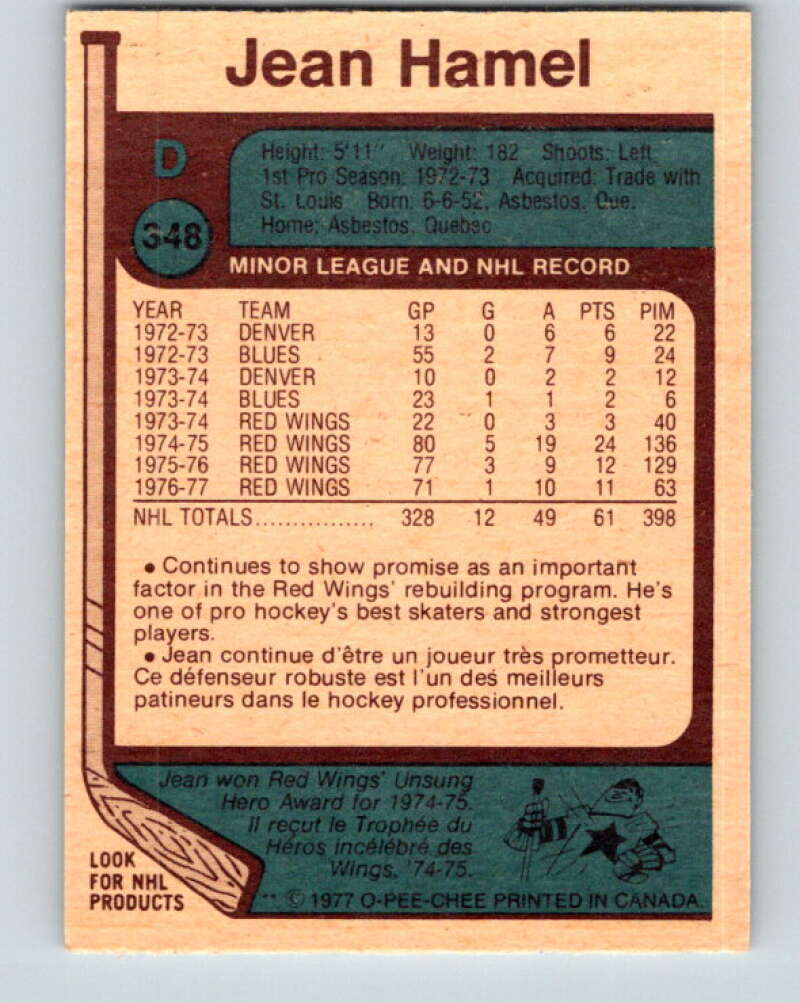 Jean Hamel
D
348
Height: 5'11" Weight: 182 Shoots: Left
1st Pro Season: 1972-73 Acquired: Trade with
St. Louis Born: 6-6-52, Asbestos, Que.
Home: Asbestos, Quebec
MINOR LEAGUE AND NHL RECORD
YEAR TEAM GP G A PTS PIM
1972-73 DENVER 13 0 6 6 22
1972-73 BLUES 55 2 7 9 24
1973-74 DENVER 10 0 2 2 12
1973-74 BLUES 23 1 1 2 6
1973-74 RED WINGS 22 0 3 3 40
1974-75 RED WINGS 80 5 19 24 136
1975-76 RED WINGS 77 3 9 12 129
1976-77 RED WINGS 71 1 10 11 63
NHL TOTALS................ 328 12 49 61 398
• Continues to show promise as an important
factor in the Red Wings' rebuilding program. He's
one of pro hockey's best skaters and strongest
players.
• Jean continue d'être un joueur très prometteur.
Ce défenseur robuste est l'un des meilleurs
patineurs dans le hockey professionnel.
Jean won Red Wings' Unsung
Hero Award for 1974-75.
Il reçut le Trophée du
Héros incélébré des
Wings, '74-75.
LOOK
FOR NHL
PRODUCTS
** © 1977 O-PEE-CHEE PRINTED IN CANADA.